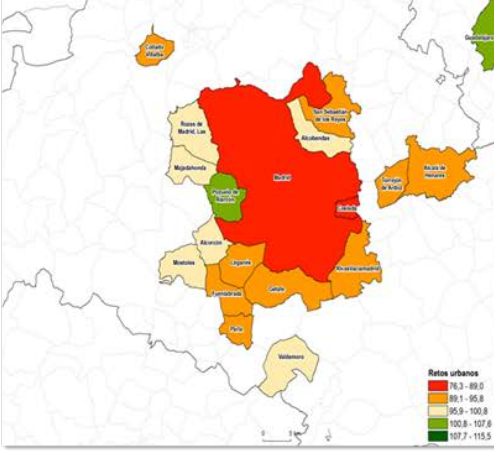 Guadalajara
Collado
Villalba
San Sebastián
de los Reyes
Rozas de
Madrid, Las
Alcobendas
Majadahonda
Alcalá de
Henares
Torrejón
de Ardoz
Madrid
Pozuelo de
Alarcón
Coslada
Alcorcón
Móstoles
Leganés
Rivas-Vaciamadrid
Fuenlabrada
Getafe
Parla
Valdemoro
Retos urbanos
76,3 - 89,0
89,1 - 95,8
95,9 - 100,8
100,8 - 107,6
107,7 - 115,5
0 5